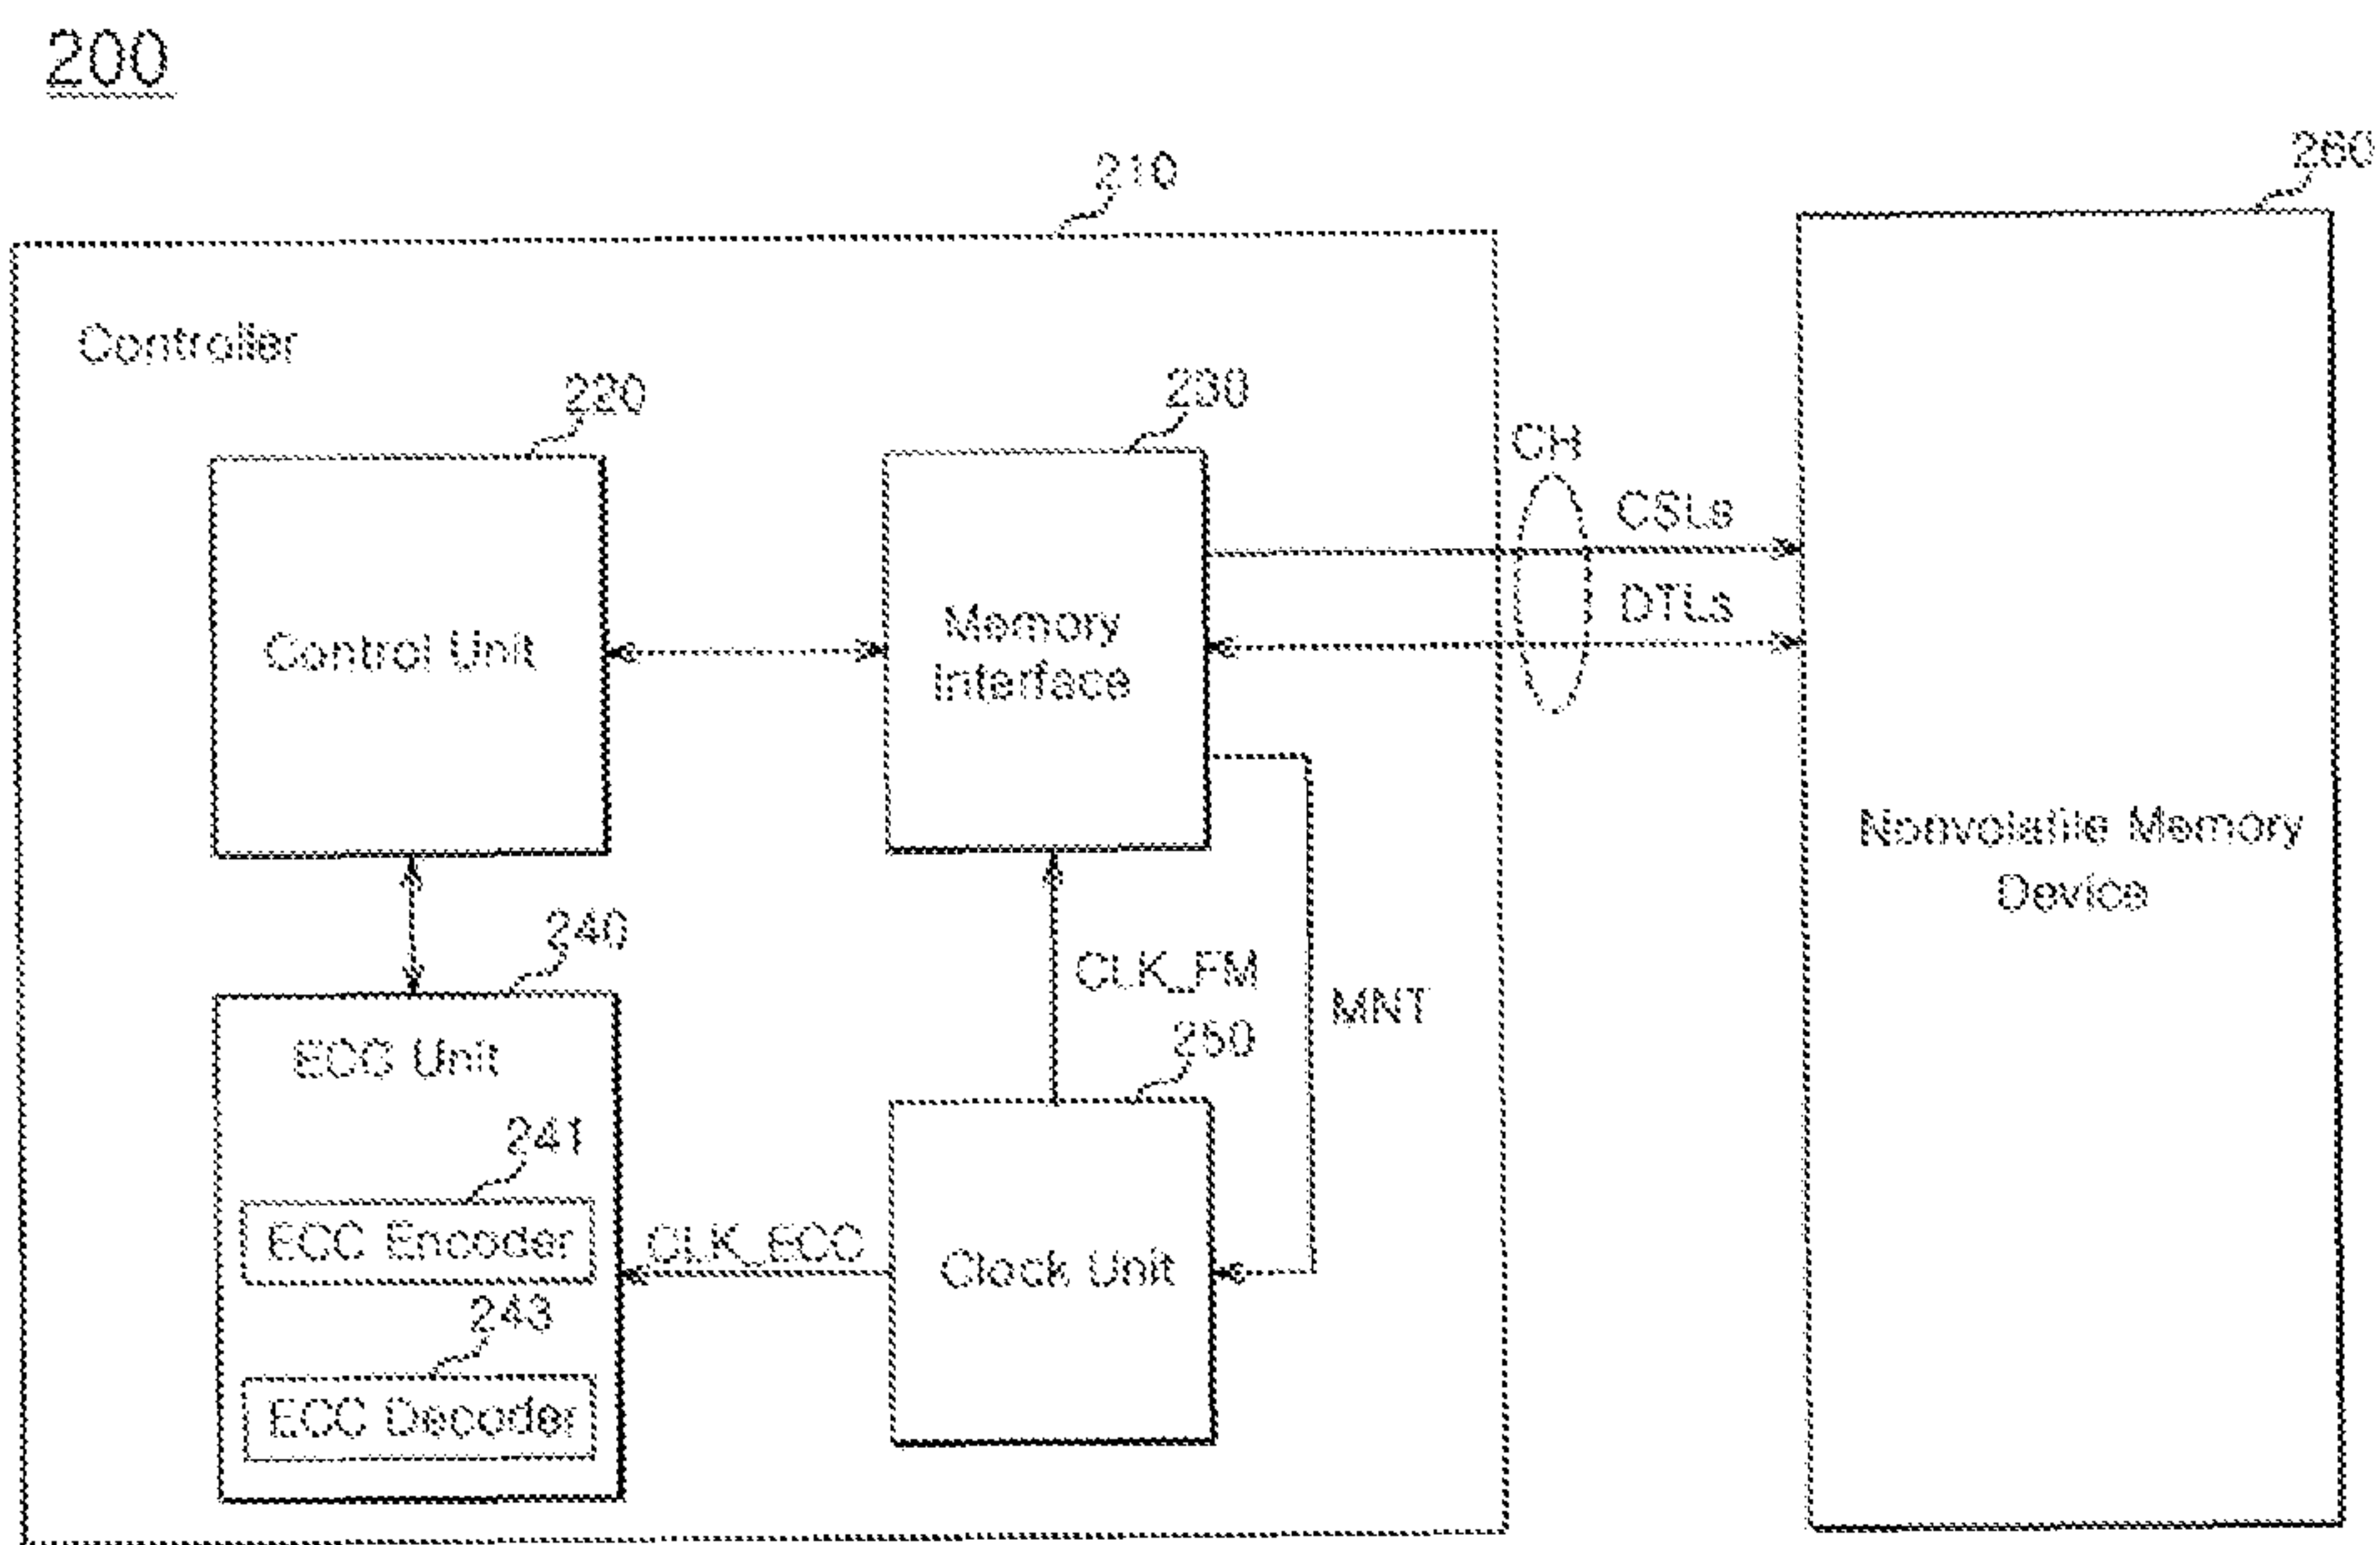 200
210
260
Controller
220
230
CH
CSLs
DTLs
Control Unit
Memory
Interface
Nonvolatile Memory
Device
240
CLK_FM
MNT
250
ECC Unit
241
ECC Encoder
CLK_ECC
Clock Unit
243
ECC Decoder